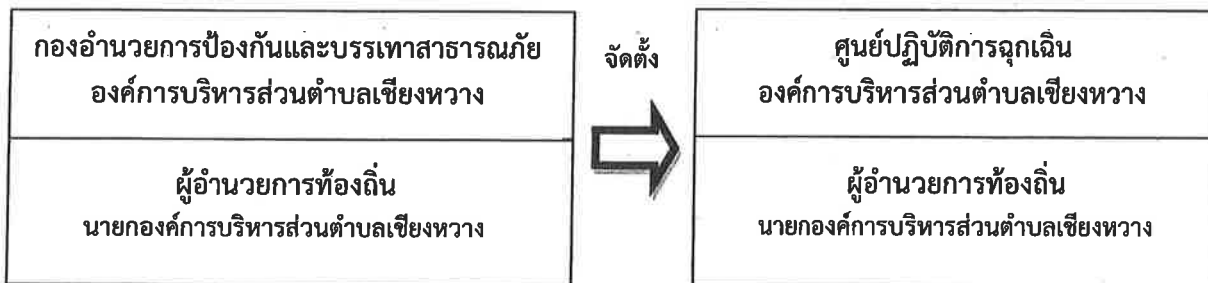 กองอำนวยการป้องกันและบรรเทาสาธารณภัย
องค์การบริหารส่วนตำบลเชียงหวาง
ผู้อำนวยการท้องถิ่น
นายกองค์การบริหารส่วนตำบลเชียงหวาง
จัดตั้ง
ศูนย์ปฏิบัติการฉุกเฉิน
องค์การบริหารส่วนตำบลเชียงหวาง
ผู้อำนวยการท้องถิ่น
นายกองค์การบริหารส่วนตำบลเชียงหวาง